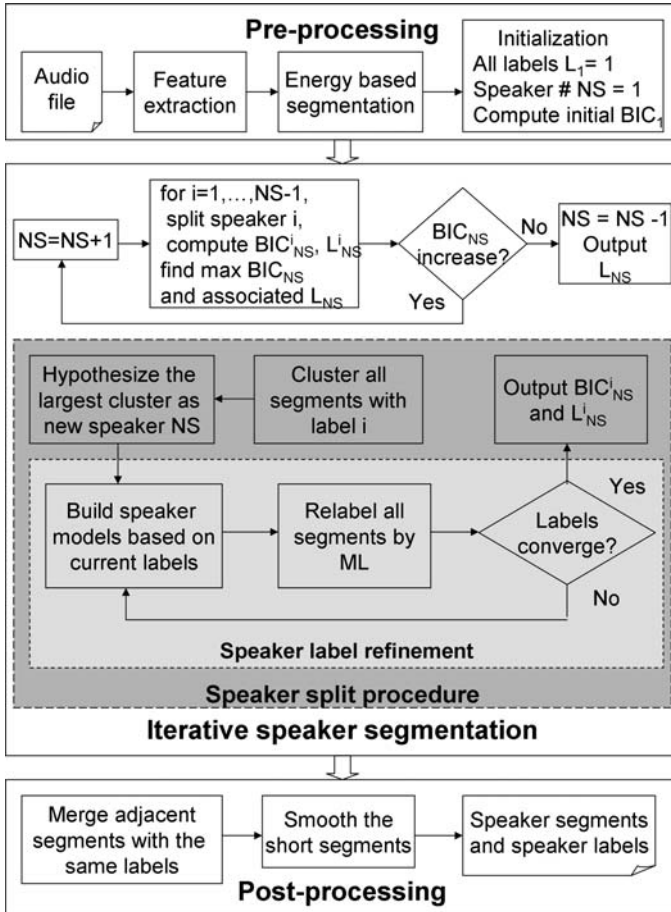 Pre-processing
Audio
file
Feature
extraction
Energy based
segmentation
Initialization
All labels L₁= 1
Speaker # NS = 1
Compute initial BIC₁
NS=NS+1
for i=1,…,NS-1,
split speaker i,
compute BICⁱNS, LⁱNS
find max BICNS
and associated LNS
BICNS
increase?
No
Yes
NS = NS -1
Output
LNS
Hypothesize the
largest cluster as
new speaker NS
Cluster all
segments with
label i
Output BICⁱNS
and LⁱNS
Build speaker
models based on
current labels
Relabel all
segments by
ML
Labels
converge?
Yes
No
Speaker label refinement
Speaker split procedure
Iterative speaker segmentation
Merge adjacent
segments with the
same labels
Smooth the
short segments
Speaker segments
and speaker labels
Post-processing